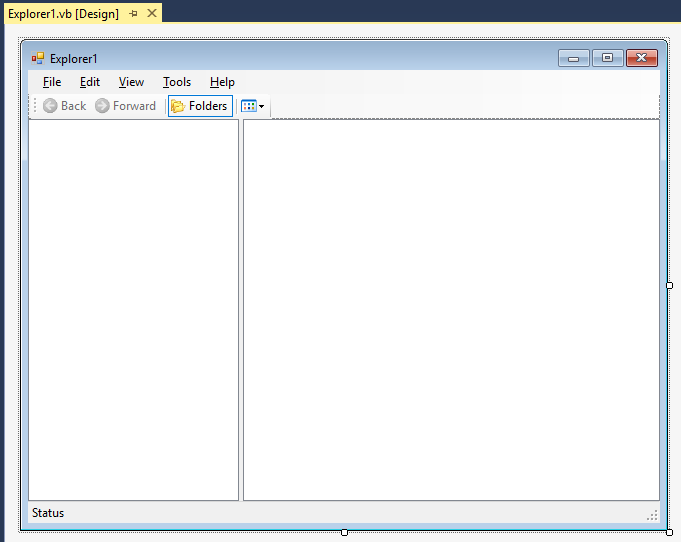 Explorer1.vb [Design]
Explorer1
File Edit View Tools Help
Back Forward Folders
Status